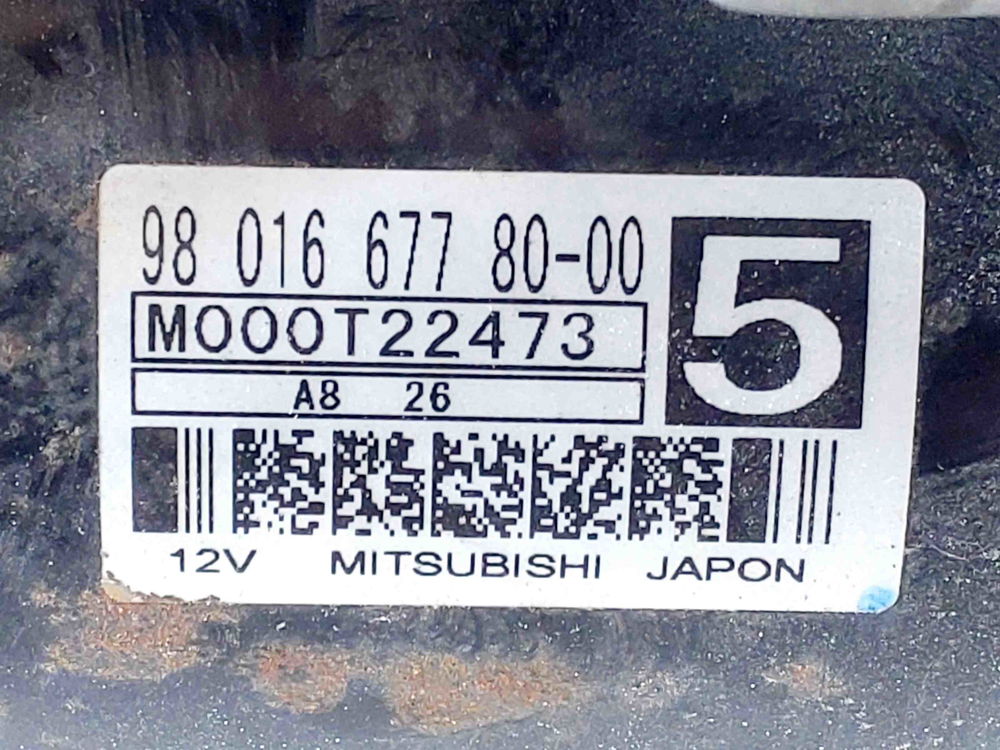 98 016 677 80-00
5
M000T22473
A8 26
12V MITSUBISHI JAPON